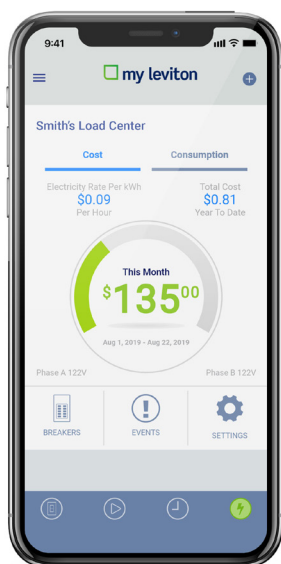 9:41
my leviton
Smith's Load Center
Cost Consumption
Electricity Rate Per kWh Total Cost
$0.09 $0.81
Per Hour Year To Date
This Month
$135.00
Aug 1, 2019 - Aug 22, 2019
Phase A 122V Phase B 122V
BREAKERS EVENTS SETTINGS